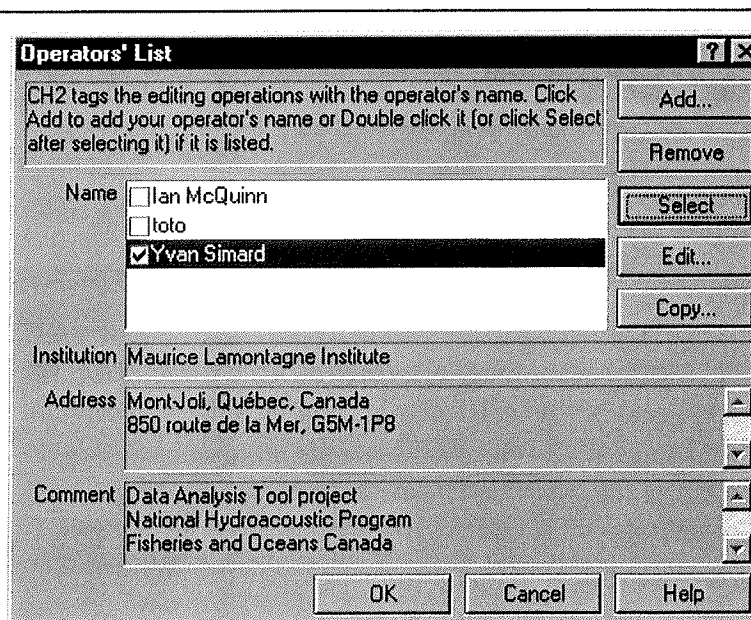 Operators' List
CH2 tags the editing operations with the operator's name. Click
Add to add your operator's name or Double click it (or click Select
after selecting it) if it is listed.
Add...
Remove
Name
Ian McQuinn
toto
Yvan Simard
Select
Edit...
Copy...
Institution Maurice Lamontagne Institute
Address Mont-Joli, Québec, Canada
850 route de la Mer, G5M-1P8
Comment Data Analysis Tool project
National Hydroacoustic Program
Fisheries and Oceans Canada
OK Cancel Help